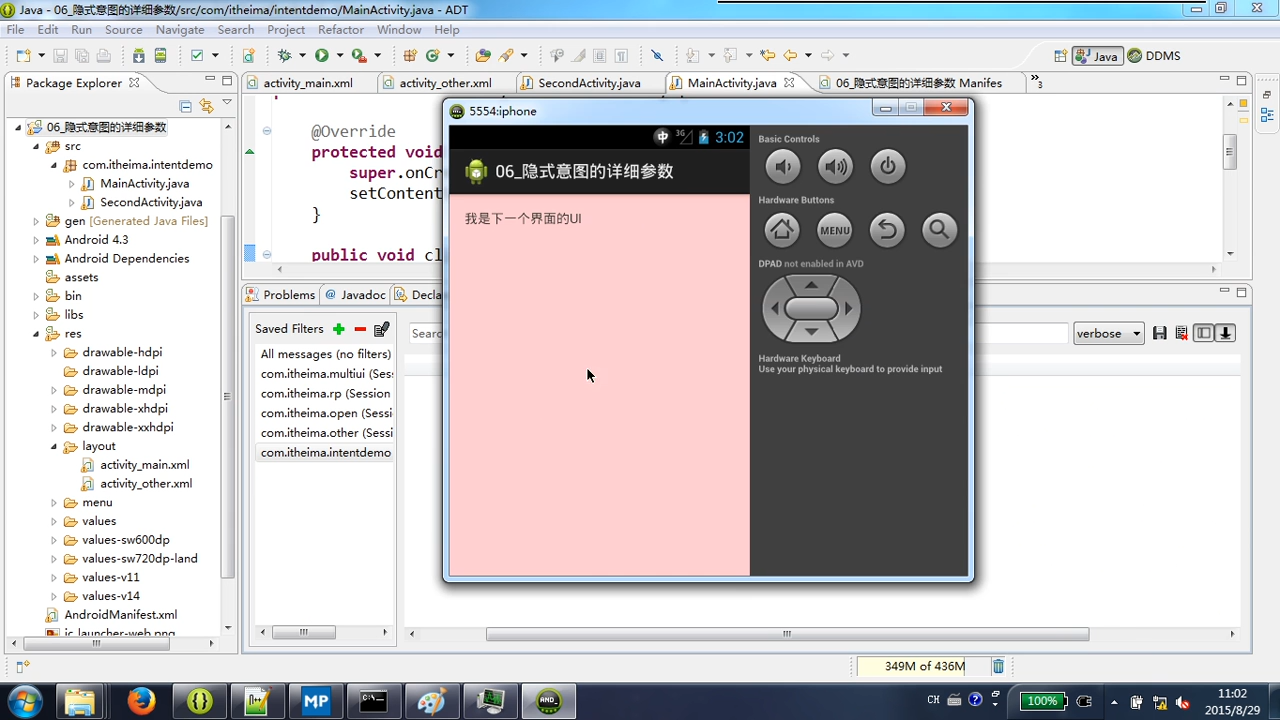 Java - 06_隐式意图的详细参数/src/com/itheima/intentdemo/MainActivity.java - ADT
File Edit Source Navigate Search Project Refactor Run Window Help
Java DDMS
Package Explorer
activity_main.xml activity_other.xml SecondActivity.java MainActivity.java 06_隐式意图的详细参数 Manifes
3
06_隐式意图的详细参数
src
com.itheima.intentdemo
MainActivity.java
SecondActivity.java
gen [Generated Java Files]
Android 4.3
Android Dependencies
assets
bin
libs
res
drawable-hdpi
drawable-ldpi
drawable-mdpi
drawable-xhdpi
drawable-xxhdpi
layout
activity_main.xml
activity_other.xml
menu
values
values-sw600dp
values-sw720dp-land
values-v11
values-v14
AndroidManifest.xml
ic_launcher-web.png
@Override
protected void
super.onCr
setContent
}
public void cl
Problems @ Javadoc Decla
Saved Filters
All messages (no filters)
com.itheima.multiui (Ses
com.itheima.rp (Session
com.itheima.open (Sessi
com.itheima.other (Sessi
com.itheima.intentdemo
Searc
verbose
5554:iphone
3G 3:02
06_隐式意图的详细参数
我是下一个界面的UI
Basic Controls
Hardware Buttons
MENU
DPAD not enabled in AVD
Hardware Keyboard
Use your physical keyboard to provide input
349M of 436M
MP
CH
100%
11:02
2015/8/29